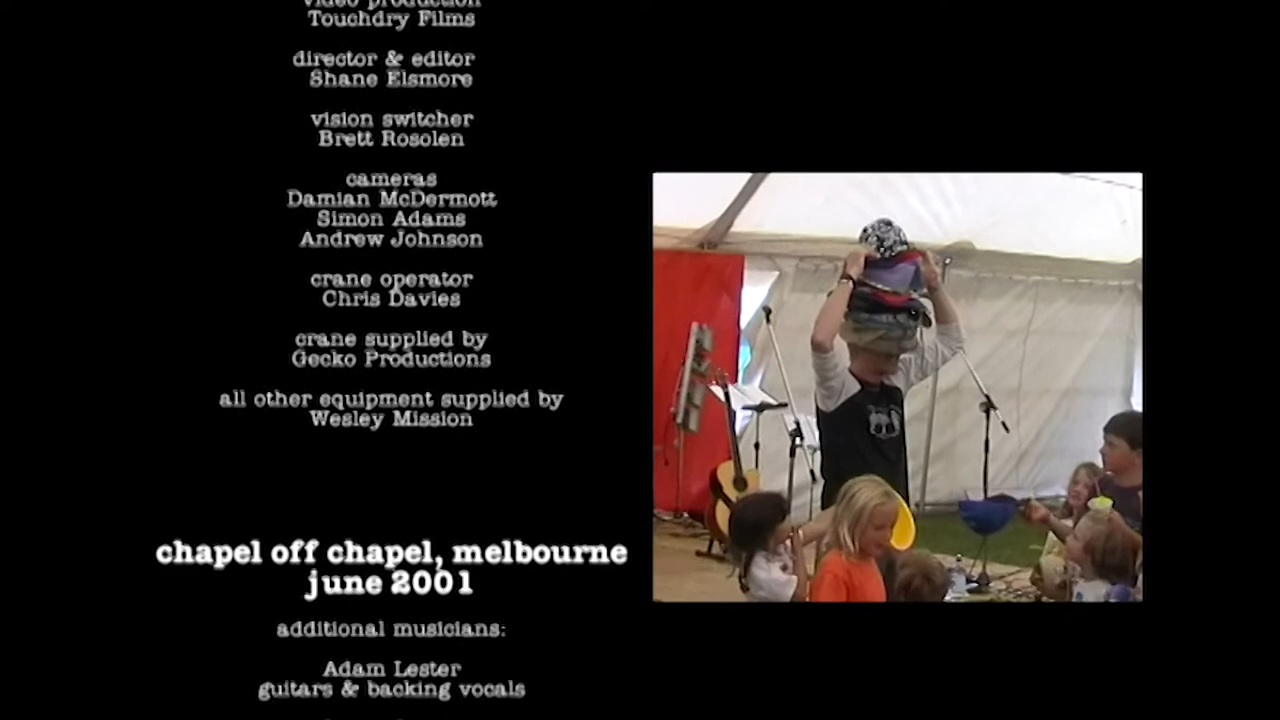 video production
Touchdry Films
director & editor
Shane Elsmore
vision switcher
Brett Rosolen
cameras
Damian McDermott
Simon Adams
Andrew Johnson
crane operator
Chris Davies
crane supplied by
Gecko Productions
all other equipment supplied by
Wesley Mission
chapel off chapel, melbourne
june 2001
additional musicians:
Adam Lester
guitars & backing vocals